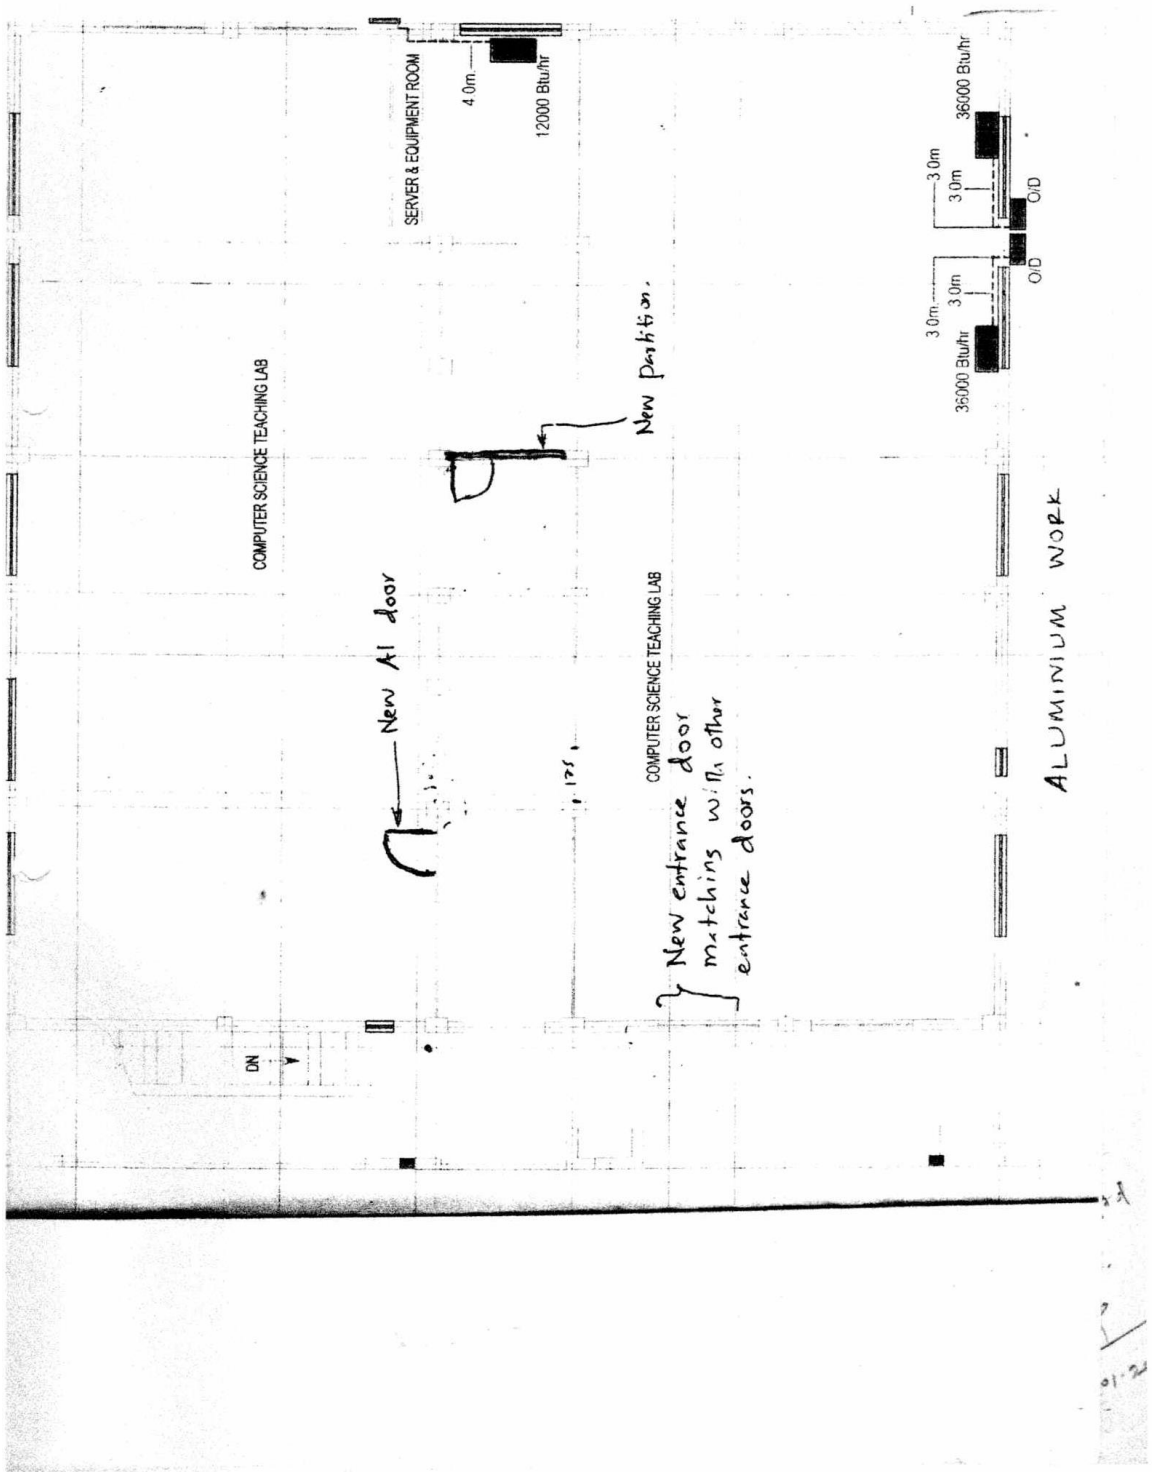 SERVER & EQUIPMENT ROOM
4.0m.
12000 Btu/hr
36000 Btu/hr
3.0m
3.0m
O/D
O/D
3.0m.
3.0m
36000 Btu/hr
COMPUTER SCIENCE TEACHING LAB
New partition.
New Al door
COMPUTER SCIENCE TEACHING LAB
New entrance door
matching with other
entrance doors.
ALUMINIUM WORK
DN